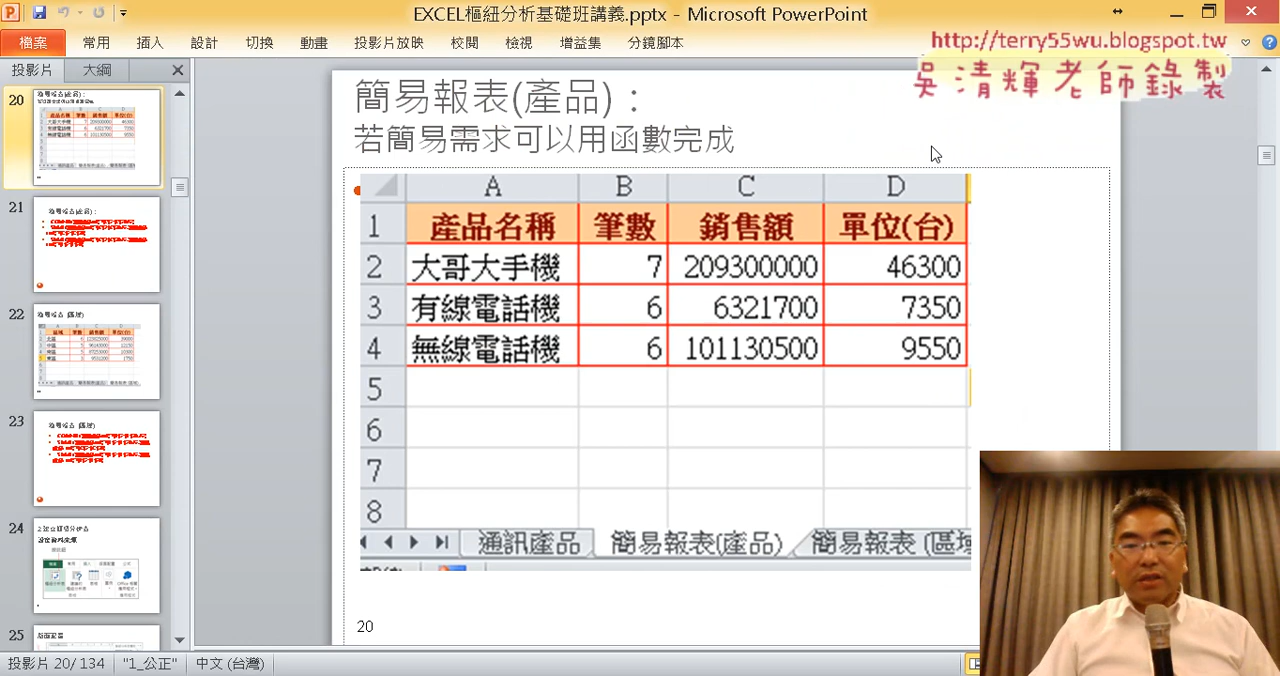 EXCEL樞紐分析基礎班講義.pptx - Microsoft PowerPoint
檔案 常用 插入 設計 切換 動畫 投影片放映 校閱 檢視 增益集 分鏡腳本
http://terry55wu.blogspot.tw
吳清輝老師錄製
投影片 大綱
20
21
22
23
24
25
簡易報表(產品)：
若簡易需求可以用函數完成
A B C D
1 產品名稱 筆數 銷售額 單位(台)
2 大哥大手機 7 209300000 46300
3 有線電話機 6 6321700 7350
4 無線電話機 6 101130500 9550
5
6
7
8
通訊產品 簡易報表(產品) 簡易報表 (區域
20
投影片 20/ 134 "1_公正" 中文 (台灣)